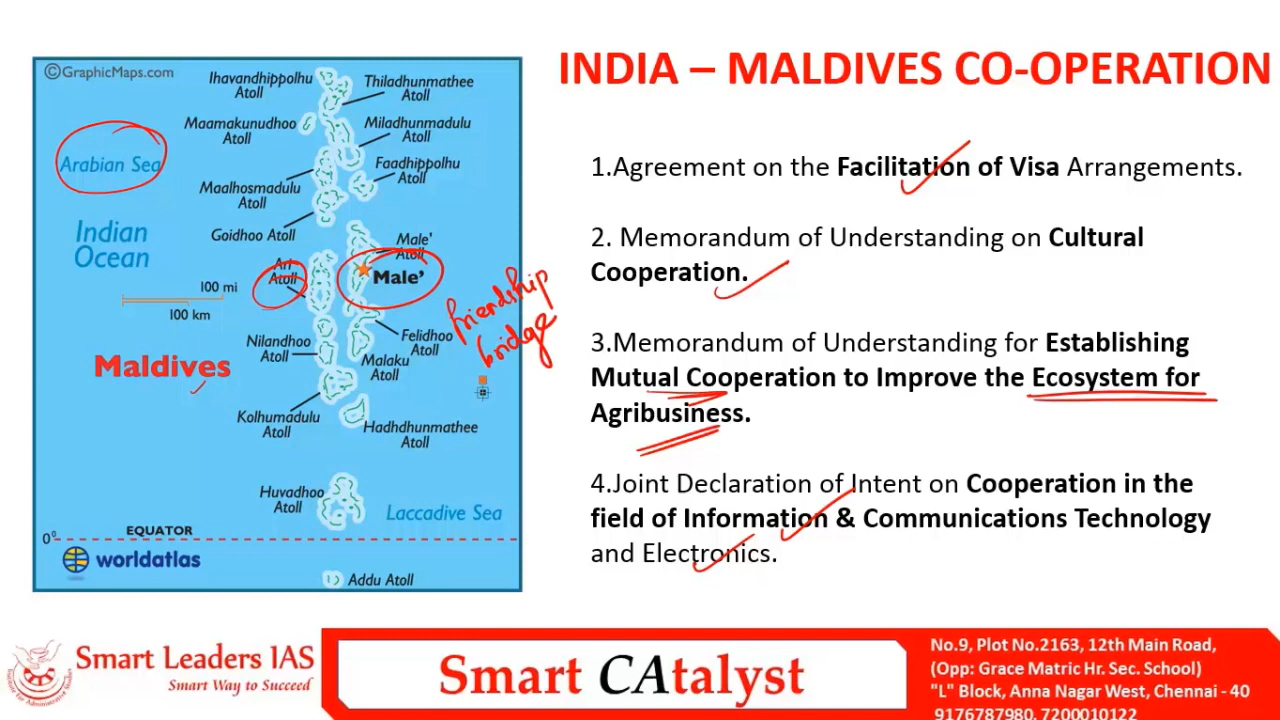 INDIA – MALDIVES CO-OPERATION
©GraphicMaps.com
Ihavandhippolhu
Atoll
Thiladhunmathee
Atoll
Maamakunudhoo
Atoll
Miladhunmadulu
Atoll
Arabian Sea
Faadhippolhu
Atoll
Maalhosmadulu
Atoll
Indian
Ocean
Goidhoo Atoll
Male'
Atoll
Ari
Atoll
Male'
100 mi
100 km
friendship
bridge
Nilandhoo
Atoll
Felidhoo
Atoll
Malaku
Atoll
Maldives
Kolhumadulu
Atoll
Hadhdhunmathee
Atoll
Huvadhoo
Atoll
Laccadive Sea
EQUATOR
0°
worldatlas
Addu Atoll
1.Agreement on the Facilitation of Visa Arrangements.
2. Memorandum of Understanding on Cultural
Cooperation.
3.Memorandum of Understanding for Establishing
Mutual Cooperation to Improve the Ecosystem for
Agribusiness.
4.Joint Declaration of Intent on Cooperation in the
field of Information & Communications Technology
and Electronics.
Smart Leaders IAS
Smart Way to Succeed
Smart CAtalyst
No.9, Plot No.2163, 12th Main Road,
(Opp: Grace Matric Hr. Sec. School)
"L" Block, Anna Nagar West, Chennai - 40
9176787980, 7200010122